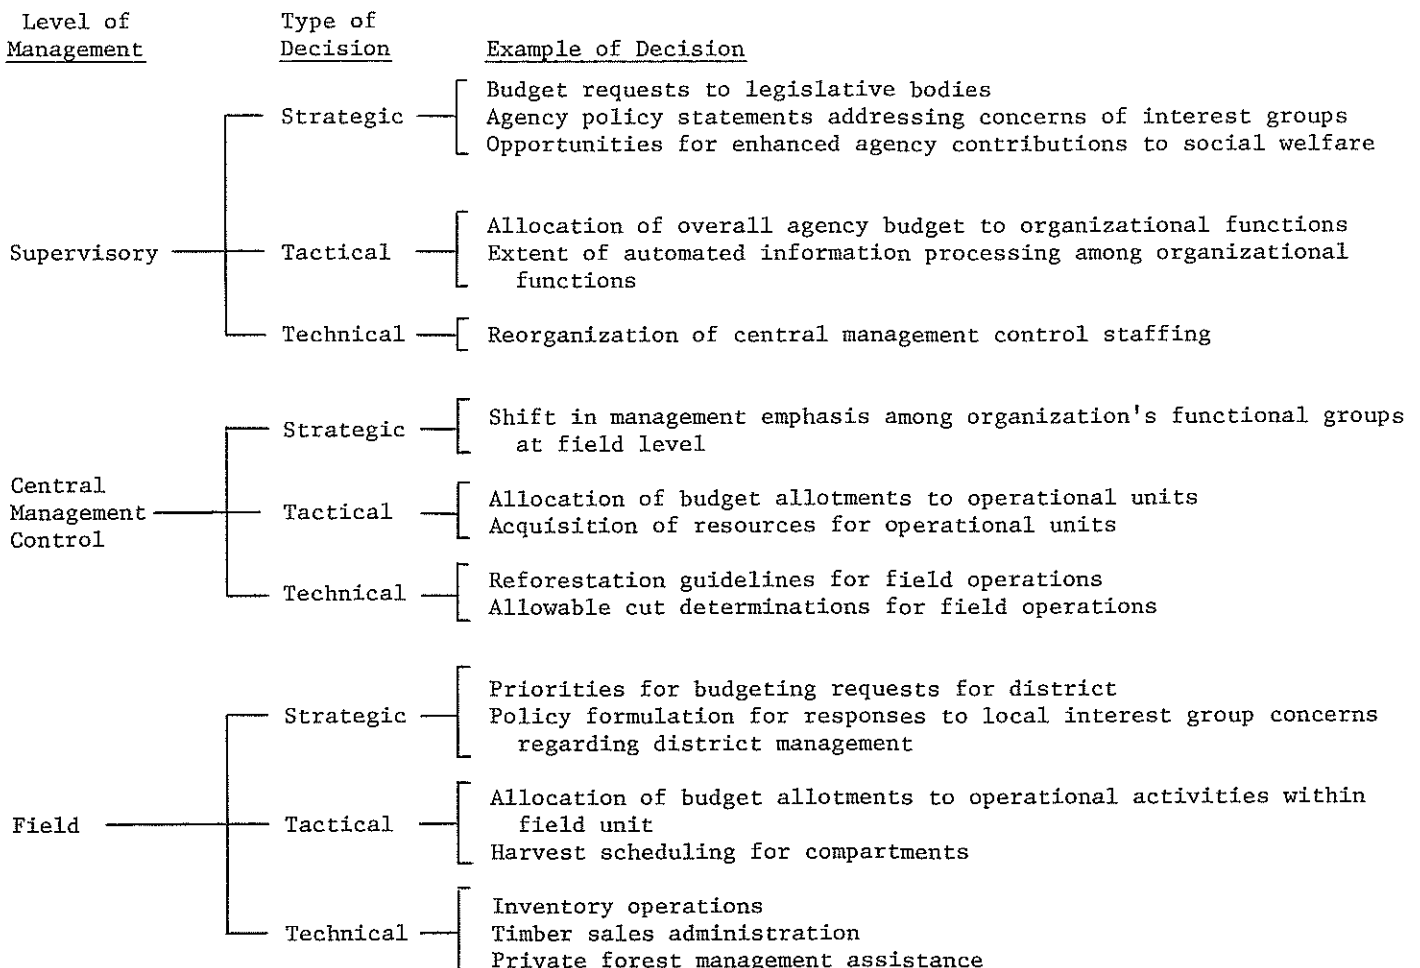 Level of Management
Type of Decision
Example of Decision
Supervisory
Strategic
Budget requests to legislative bodies
Agency policy statements addressing concerns of interest groups
Opportunities for enhanced agency contributions to social welfare
Tactical
Allocation of overall agency budget to organizational functions
Extent of automated information processing among organizational
functions
Technical
Reorganization of central management control staffing
Central
Management
Control
Strategic
Shift in management emphasis among organization's functional groups
at field level
Tactical
Allocation of budget allotments to operational units
Acquisition of resources for operational units
Technical
Reforestation guidelines for field operations
Allowable cut determinations for field operations
Field
Strategic
Priorities for budgeting requests for district
Policy formulation for responses to local interest group concerns
regarding district management
Tactical
Allocation of budget allotments to operational activities within
field unit
Harvest scheduling for compartments
Technical
Inventory operations
Timber sales administration
Private forest management assistance